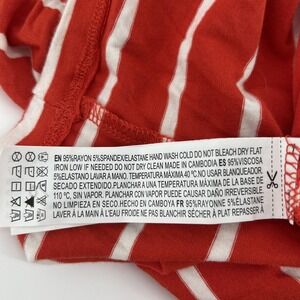 EN 95%RAYON 5%SPANDEX/ELASTANE HAND WASH COLD DO NOT BLEACH DRY FLAT
IRON LOW IF NEEDED DO NOT DRY CLEAN MADE IN CAMBODIA ES 95%VISCOSA
5%ELASTANO LAVAR A MANO. TEMPERATURA MÁXIMA 40 ºC NO USAR BLANQUEADOR.
SECADO EXTENDIDO.PLANCHAR A UNA TEMPERATURA MÁXIMA DE LA BASE DE
110 °C, SIN VAPOR. PLANCHAR CON VAPOR PUEDE CAUSAR DAÑO IRREVERSIBLE.
NO LIMPIEZA EN SECO.HECHO EN CAMBOYA FR 95%VISCOSE 5%ÉLASTHANNE
LAVER À LA MAIN À L'EAU FROIDE NE PAS BLANCHIR SÉCHER À PLAT REPASSER À